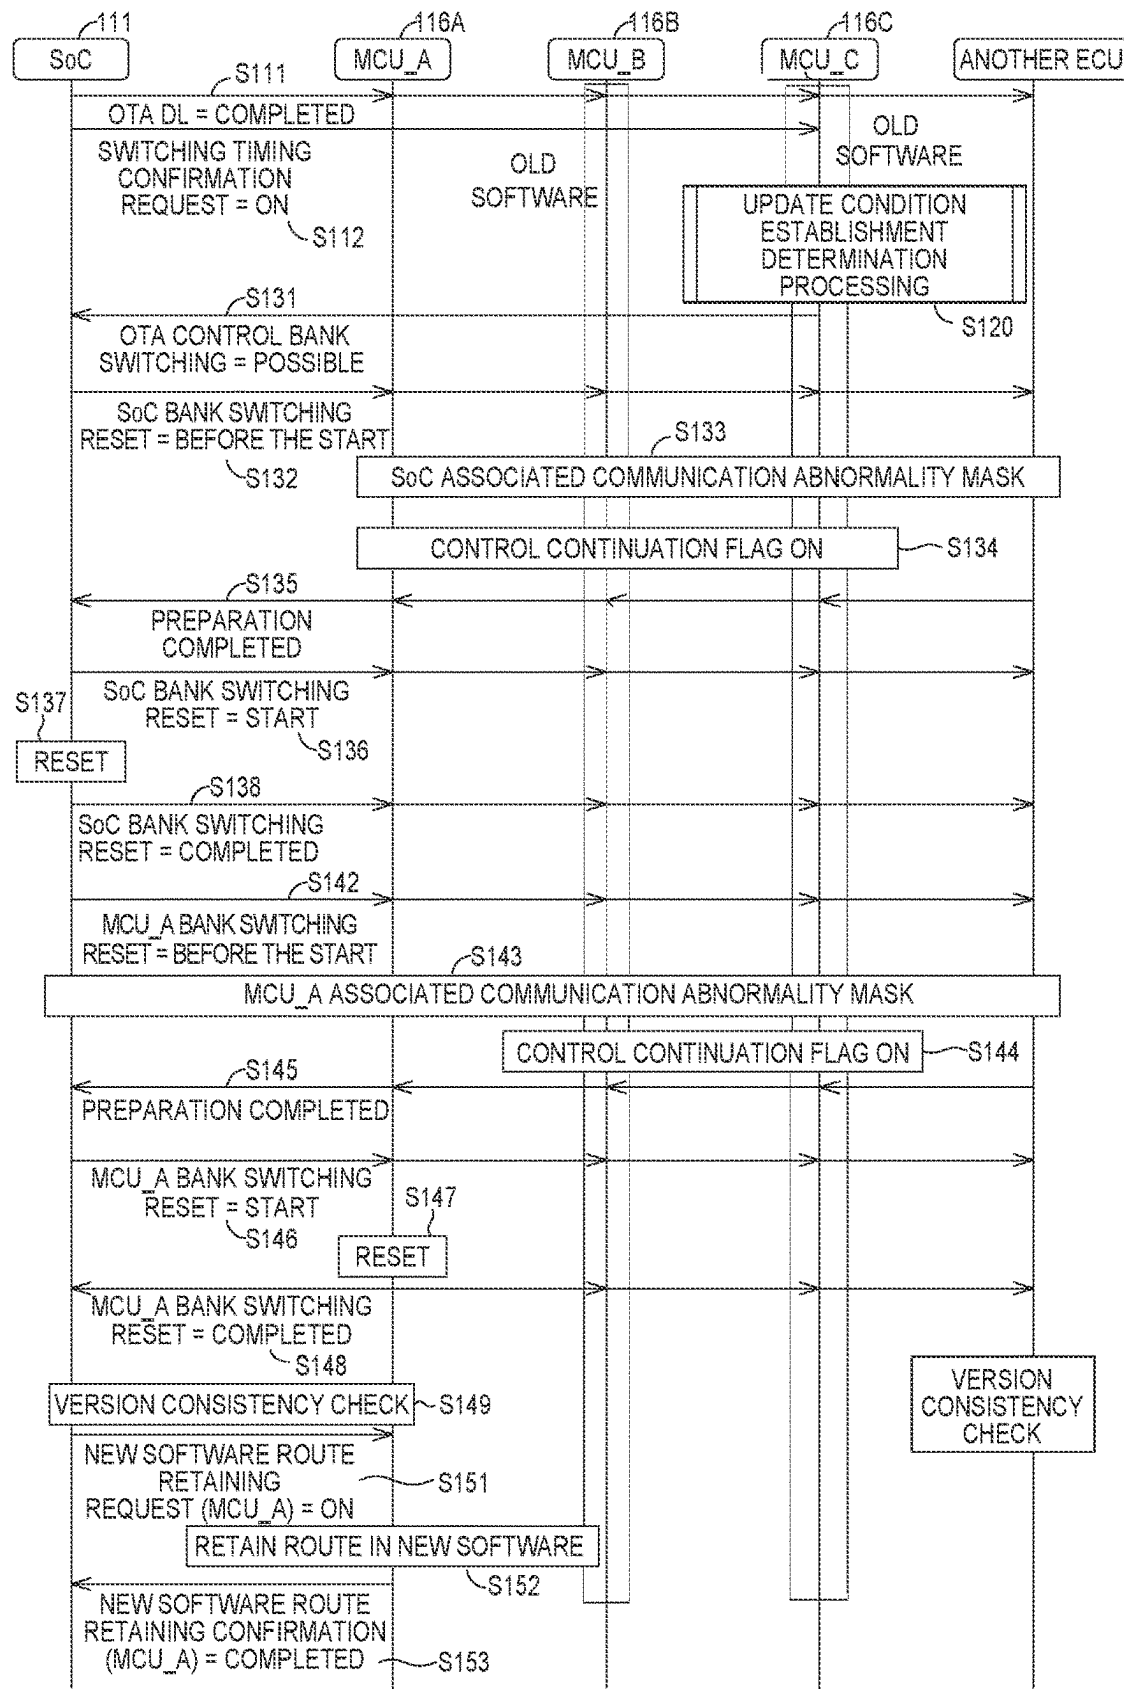 111
116A
116B
116C
SoC
MCU_A
MCU_B
MCU_C
ANOTHER ECU
S111
OTA DL = COMPLETED
SWITCHING TIMING
CONFIRMATION
REQUEST = ON
S112
OLD
SOFTWARE
OLD
SOFTWARE
UPDATE CONDITION
ESTABLISHMENT
DETERMINATION
PROCESSING
S120
S131
OTA CONTROL BANK
SWITCHING = POSSIBLE
SoC BANK SWITCHING
RESET = BEFORE THE START
S132
S133
SoC ASSOCIATED COMMUNICATION ABNORMALITY MASK
CONTROL CONTINUATION FLAG ON
S134
S135
PREPARATION
COMPLETED
SoC BANK SWITCHING
RESET = START
S136
S137
RESET
S138
SoC BANK SWITCHING
RESET = COMPLETED
S142
MCU_A BANK SWITCHING
RESET = BEFORE THE START
S143
MCU_A ASSOCIATED COMMUNICATION ABNORMALITY MASK
CONTROL CONTINUATION FLAG ON
S144
S145
PREPARATION COMPLETED
MCU_A BANK SWITCHING
RESET = START
S146
S147
RESET
MCU_A BANK SWITCHING
RESET = COMPLETED
S148
VERSION CONSISTENCY CHECK
S149
VERSION
CONSISTENCY
CHECK
NEW SOFTWARE ROUTE
RETAINING
REQUEST (MCU_A) = ON
S151
RETAIN ROUTE IN NEW SOFTWARE
S152
NEW SOFTWARE ROUTE
RETAINING CONFIRMATION
(MCU_A) = COMPLETED
S153